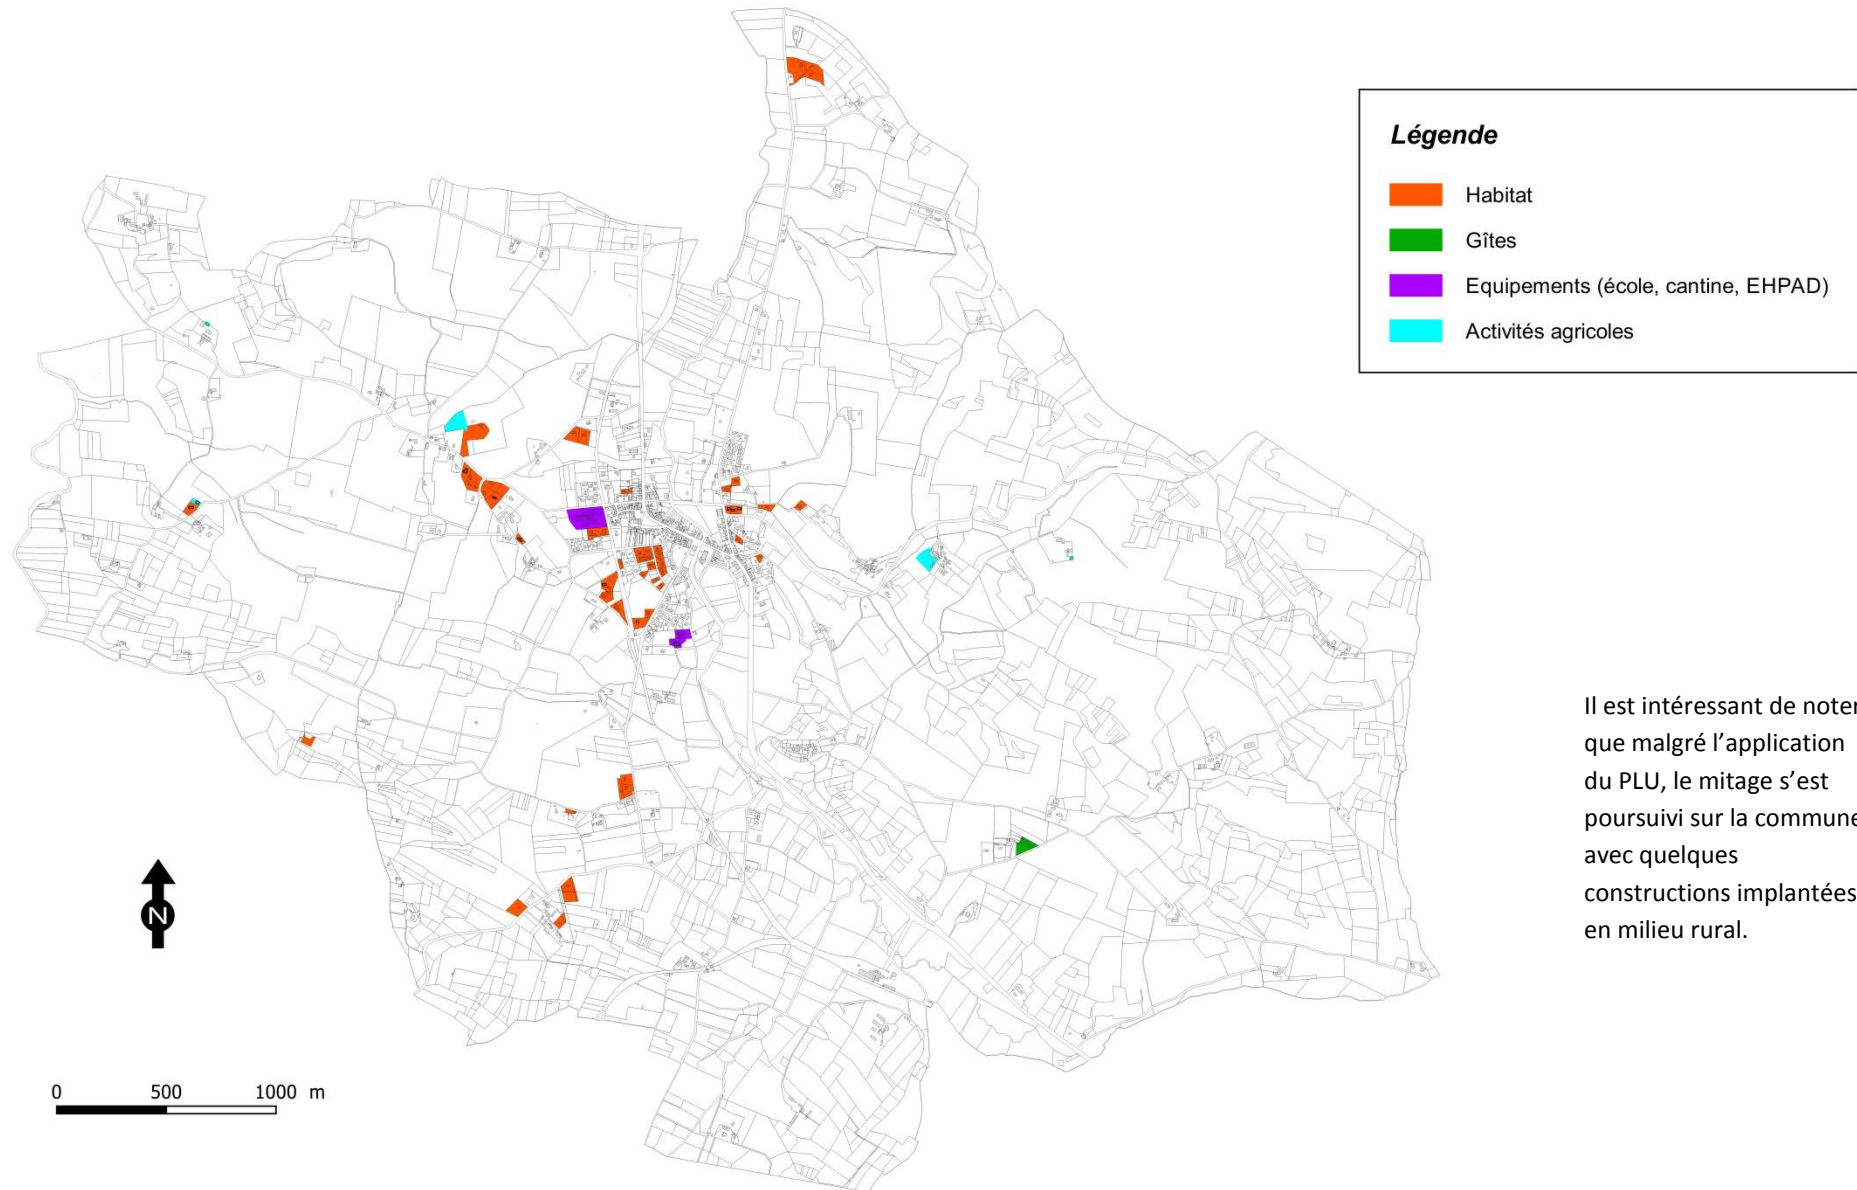 Légende
Habitat
Gîtes
Equipements (école, cantine, EHPAD)
Activités agricoles
Il est intéressant de noter
que malgré l’application
du PLU, le mitage s’est
poursuivi sur la commune
avec quelques
constructions implantées
en milieu rural.
N
0 500 1000 m